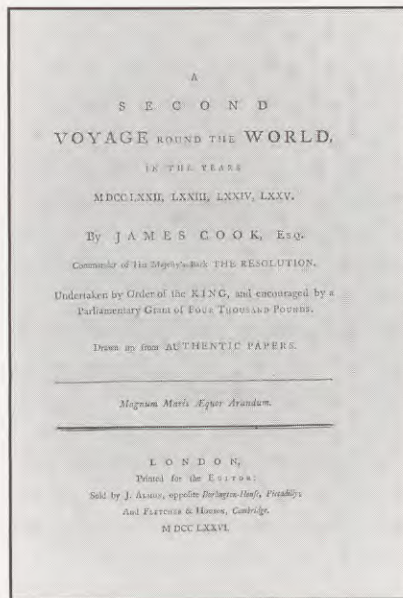 A
SECOND
VOYAGE ROUND THE WORLD,
IN THE YEARS
MDCCLXXII, LXXIII, LXXIV, LXXV.
By JAMES COOK, Esq.
Commander of His Majesty's Bark THE RESOLUTION.
Undertaken by Order of the KING, and encouraged by a
Parliamentary Grant of FOUR THOUSAND POUNDS.
Drawn up from AUTHENTIC PAPERS.
Magnum Maris Æquor Arandum.
LONDON,
Printed for the EDITOR:
Sold by J. ALMON, opposite Burlington-House, Piccadilly;
And FLETCHER & HODSON, Cambridge.
M DCC LXXVI.